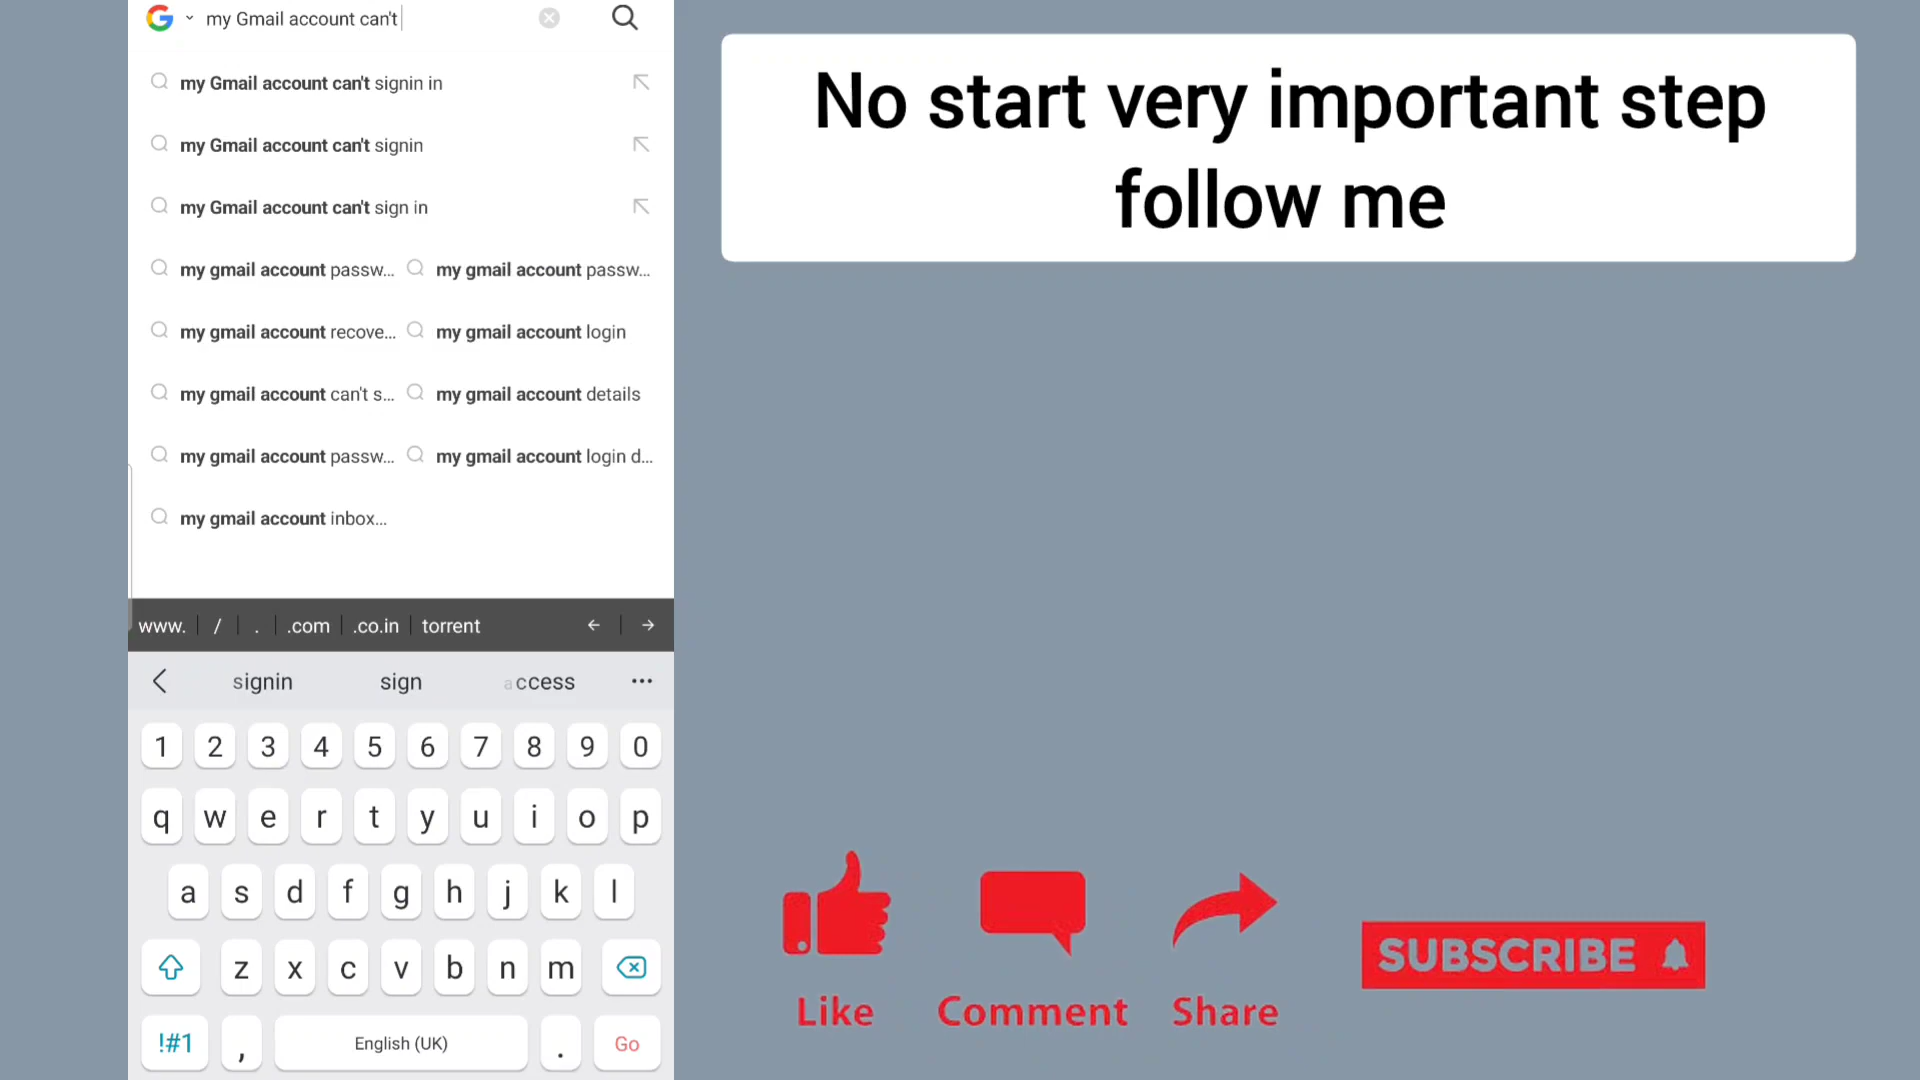 my Gmail account can't
my Gmail account can't signin in
my Gmail account can't signin
my Gmail account can't sign in
my gmail account passw... my gmail account passw...
my gmail account recove... my gmail account login
my gmail account can't s... my gmail account details
my gmail account passw... my gmail account login d...
my gmail account inbox...
www. / . .com .co.in torrent
signin sign access
1 2 3 4 5 6 7 8 9 0
q w e r t y u i o p
a s d f g h j k l
z x c v b n m
!#1 , English (UK) . Go
No start very important step
follow me
Like Comment Share
SUBSCRIBE